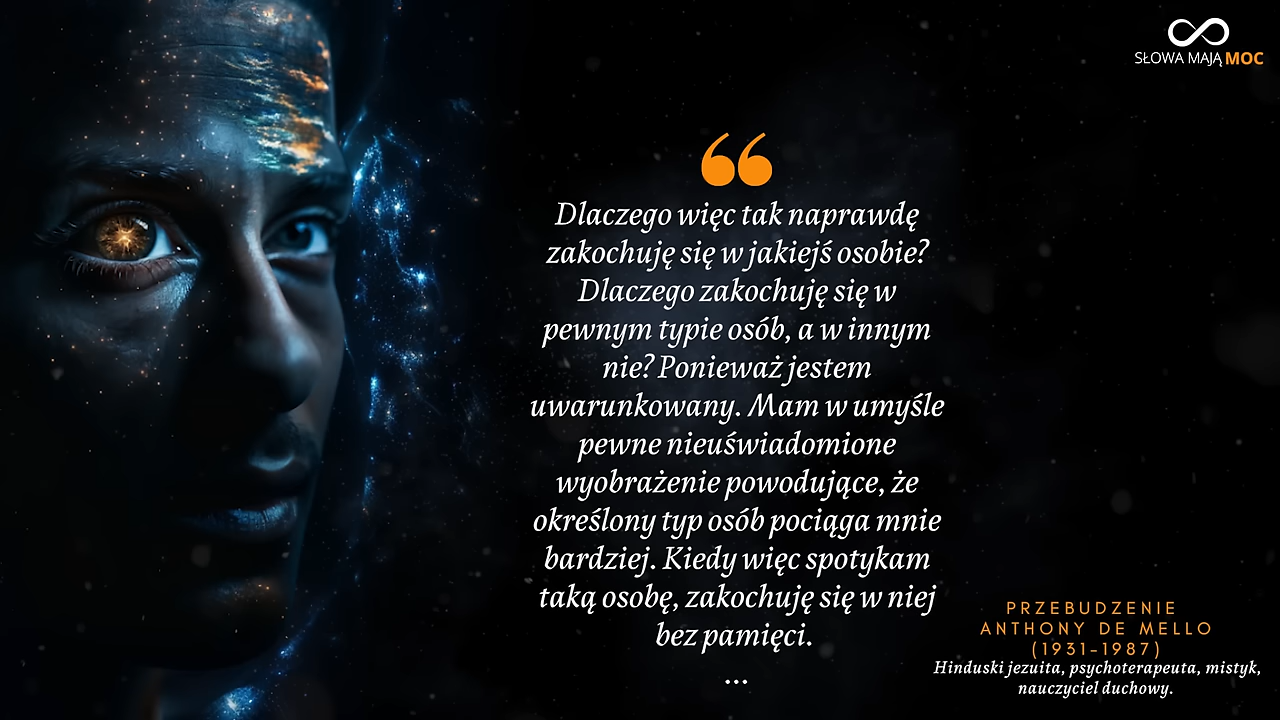 SŁOWA MAJĄ MOC
Dlaczego więc tak naprawdę
zakochuję się w jakiejś osobie?
Dlaczego zakochuję się w
pewnym typie osób, a w innym
nie? Ponieważ jestem
uwarunkowany. Mam w umyśle
pewne nieuświadomione
wyobrażenie powodujące, że
określony typ osób pociąga mnie
bardziej. Kiedy więc spotykam
taką osobę, zakochuję się w niej
bez pamięci.
...
PRZEBUDZENIE
ANTHONY DE MELLO
(1931-1987)
Hinduski jezuita, psychoterapeuta, mistyk,
nauczyciel duchowy.